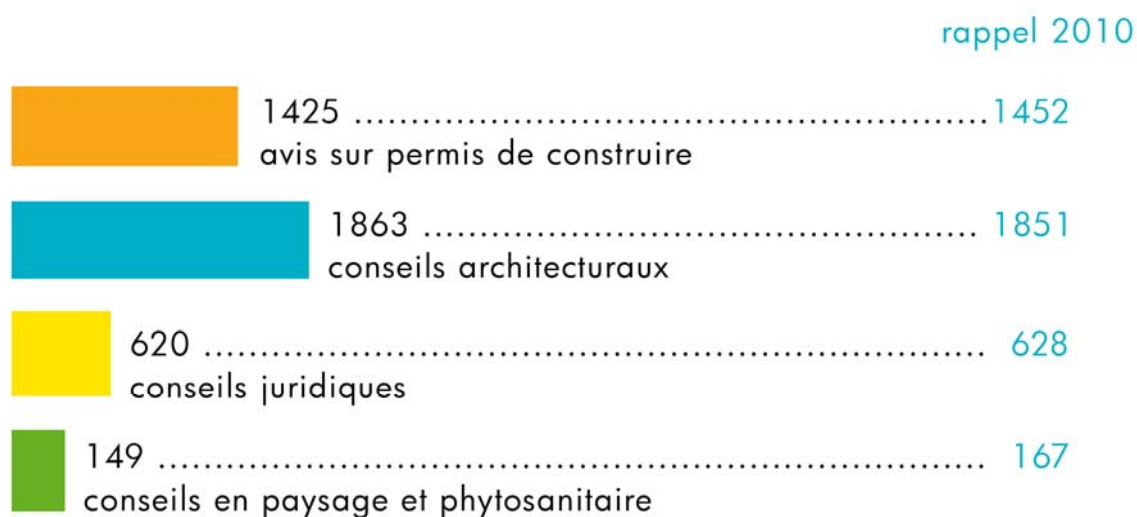 rappel 2010
1425 ........................................................ 1452
avis sur permis de construire
1863 ................................................. 1851
conseils architecturaux
620 ..................................................................... 628
conseils juridiques
149 ......................................................................... 167
conseils en paysage et phytosanitaire